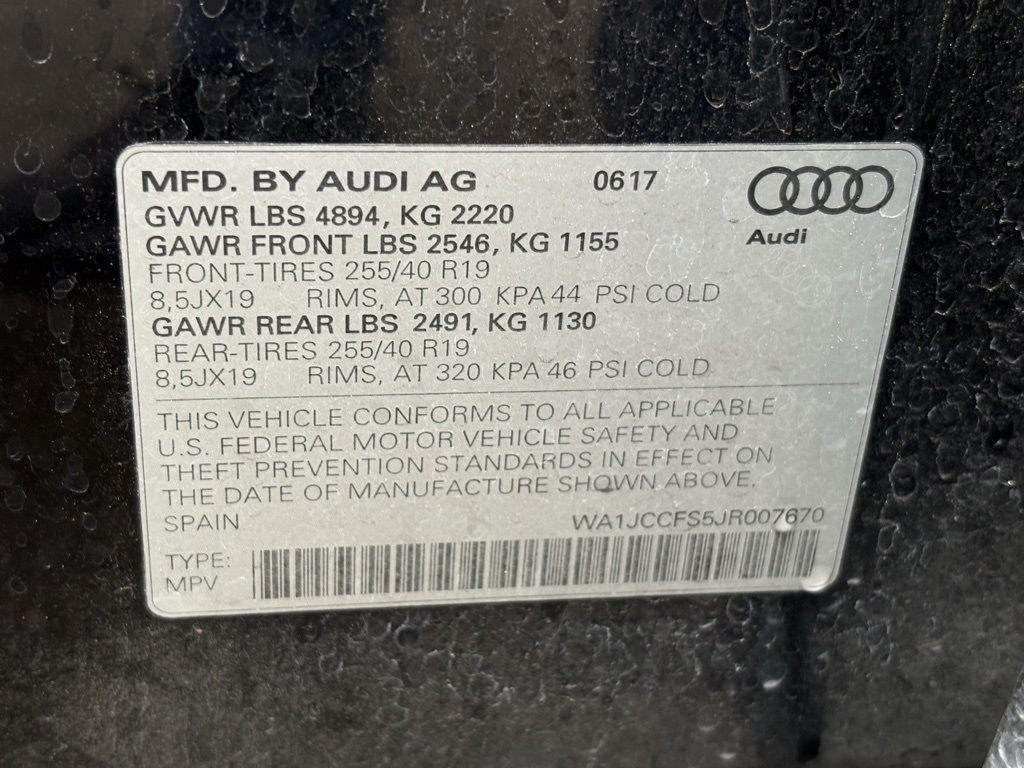 MFD. BY AUDI AG 0617
Audi
GVWR LBS 4894, KG 2220
GAWR FRONT LBS 2546, KG 1155
FRONT-TIRES 255/40 R19
8,5JX19 RIMS, AT 300 KPA 44 PSI COLD
GAWR REAR LBS 2491, KG 1130
REAR-TIRES 255/40 R19
8,5JX19 RIMS, AT 320 KPA 46 PSI COLD
THIS VEHICLE CONFORMS TO ALL APPLICABLE
U.S. FEDERAL MOTOR VEHICLE SAFETY AND
THEFT PREVENTION STANDARDS IN EFFECT ON
THE DATE OF MANUFACTURE SHOWN ABOVE.
SPAIN WA1JCCFS5JR007670
TYPE:
MPV